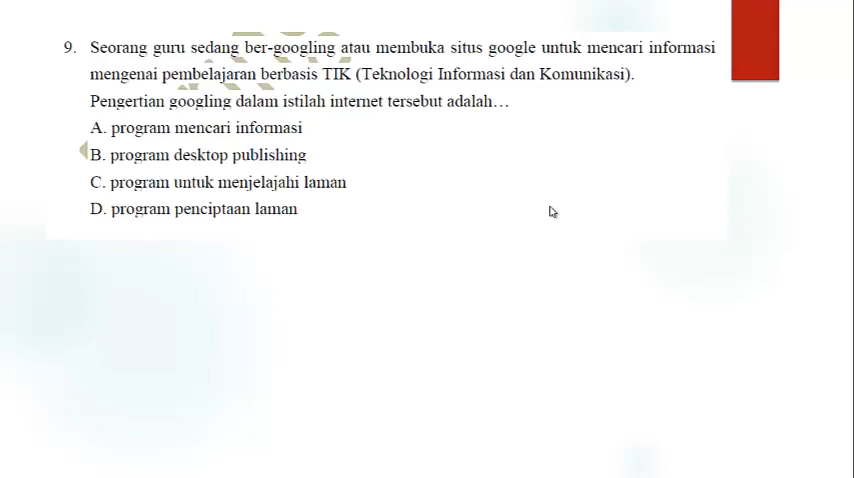 9. Seorang guru sedang ber-googling atau membuka situs google untuk mencari informasi
mengenai pembelajaran berbasis TIK (Teknologi Informasi dan Komunikasi).
Pengertian googling dalam istilah internet tersebut adalah…
A. program mencari informasi
B. program desktop publishing
C. program untuk menjelajahi laman
D. program penciptaan laman